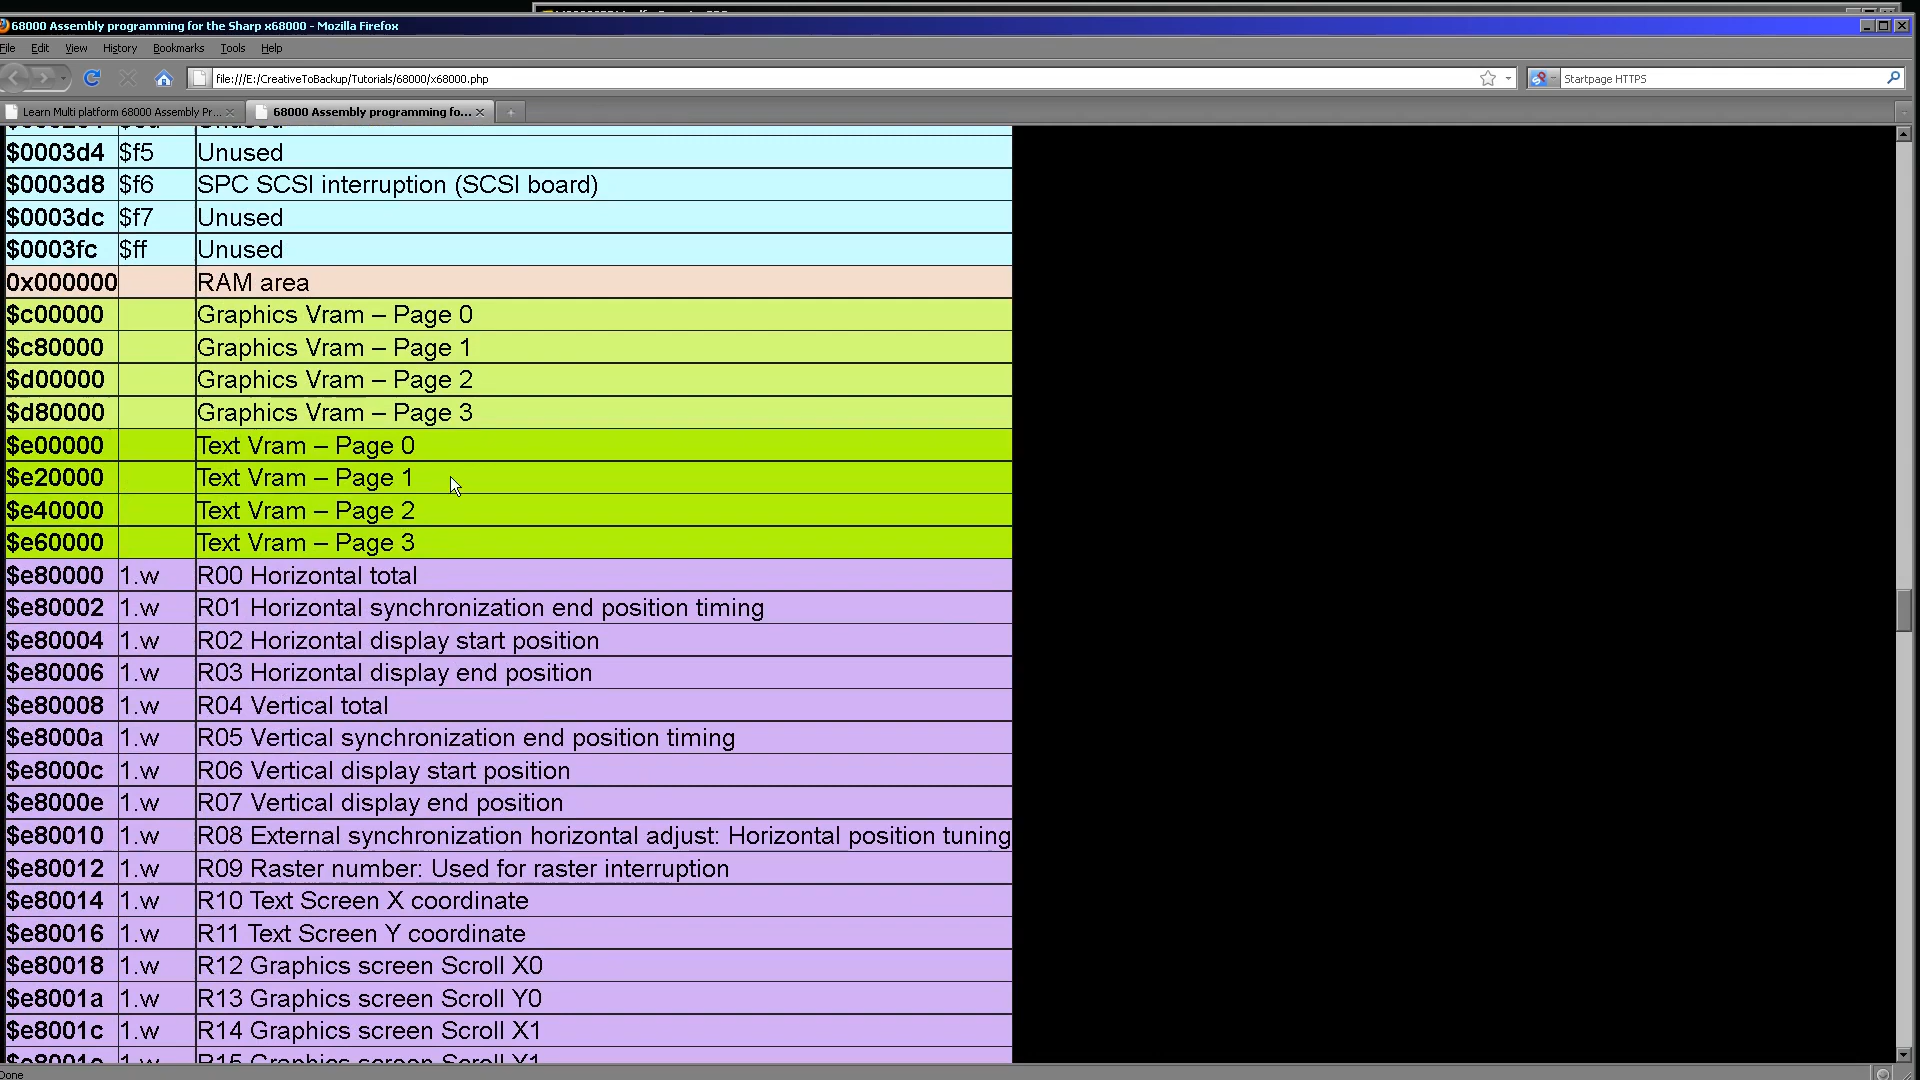 68000 Assembly programming for the Sharp x68000 - Mozilla Firefox
File Edit View History Bookmarks Tools Help
file:///E:/CreativeToBackup/Tutorials/68000/x68000.php
Startpage HTTPS
Learn Multi platform 68000 Assembly Pr...
68000 Assembly programming fo...
$0003d4 $f5 Unused
$0003d8 $f6 SPC SCSI interruption (SCSI board)
$0003dc $f7 Unused
$0003fc $ff Unused
0x000000 RAM area
$c00000 Graphics Vram – Page 0
$c80000 Graphics Vram – Page 1
$d00000 Graphics Vram – Page 2
$d80000 Graphics Vram – Page 3
$e00000 Text Vram – Page 0
$e20000 Text Vram – Page 1
$e40000 Text Vram – Page 2
$e60000 Text Vram – Page 3
$e80000 1.w R00 Horizontal total
$e80002 1.w R01 Horizontal synchronization end position timing
$e80004 1.w R02 Horizontal display start position
$e80006 1.w R03 Horizontal display end position
$e80008 1.w R04 Vertical total
$e8000a 1.w R05 Vertical synchronization end position timing
$e8000c 1.w R06 Vertical display start position
$e8000e 1.w R07 Vertical display end position
$e80010 1.w R08 External synchronization horizontal adjust: Horizontal position tuning
$e80012 1.w R09 Raster number: Used for raster interruption
$e80014 1.w R10 Text Screen X coordinate
$e80016 1.w R11 Text Screen Y coordinate
$e80018 1.w R12 Graphics screen Scroll X0
$e8001a 1.w R13 Graphics screen Scroll Y0
$e8001c 1.w R14 Graphics screen Scroll X1
$e8001e 1.w R15 Graphics screen Scroll Y1
Done